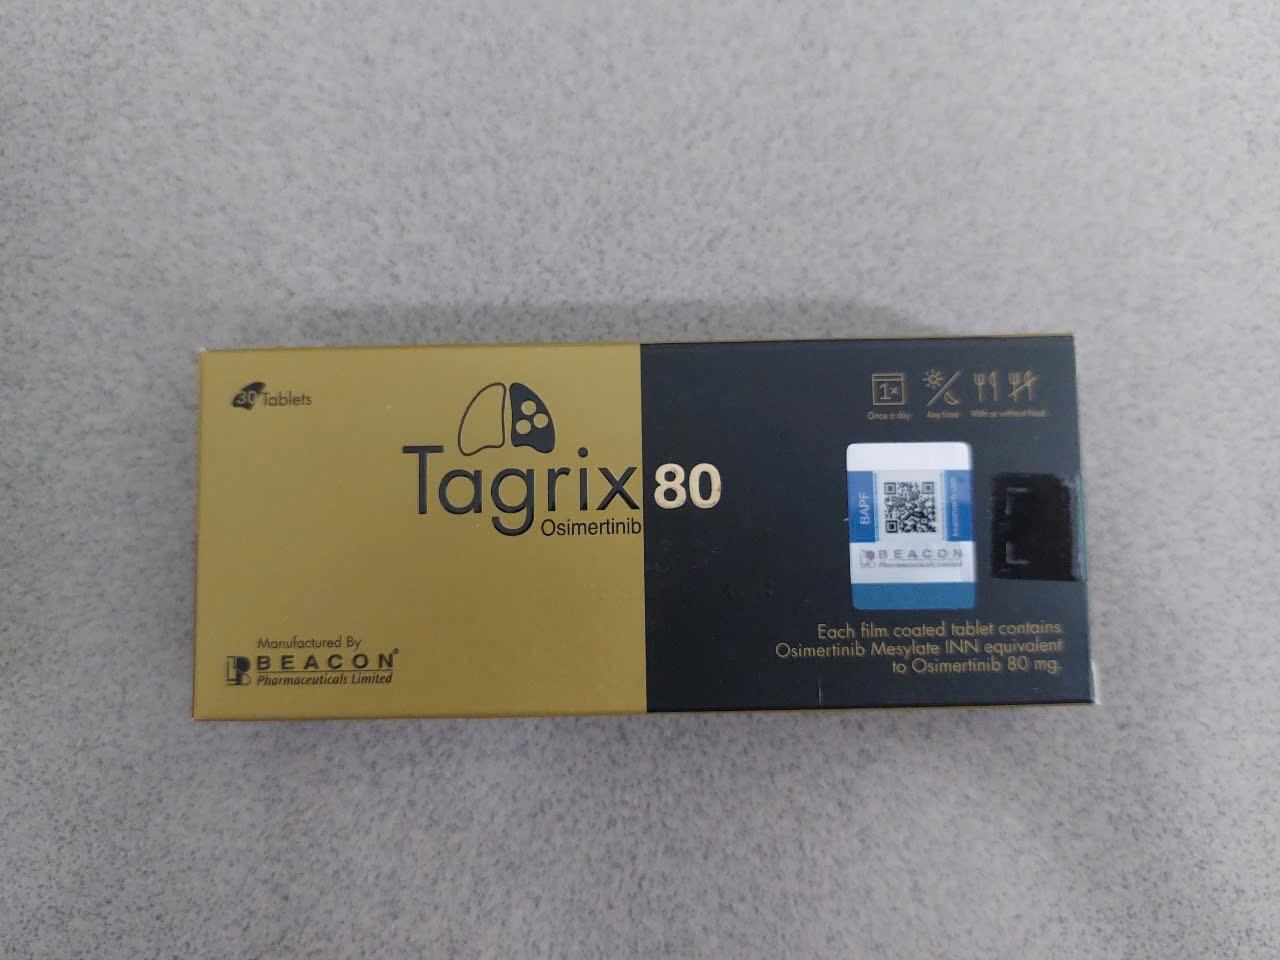 30 Tablets
Tagrix 80
Osimertinib
Manufactured By
BEACON®
Pharmaceuticals Limited
1x
Once a day
Any time
With or without food
BAPF
BEACON
Pharmaceuticals Limited
Each film coated tablet contains
Osimertinib Mesylate INN equivalent
to Osimertinib 80 mg.